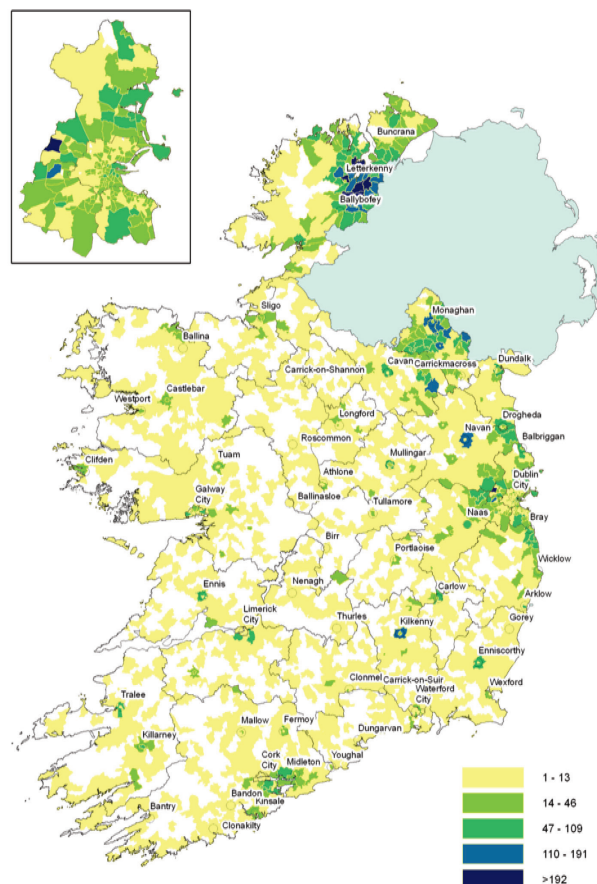 Buncrana
Letterkenny
Ballybofey
Sligo
Monaghan
Ballina
Cavan
Dundalk
Carrickmacross
Carrick-on-Shannon
Castlebar
Westport
Longford
Drogheda
Navan
Roscommon
Balbriggan
Mullingar
Tuam
Clifden
Athlone
Dublin
City
Galway
City
Ballinasloe
Tullamore
Naas
Bray
Birr
Portlaoise
Wicklow
Ennis
Nenagh
Carlow
Arklow
Limerick
City
Thurles
Kilkenny
Gorey
Enniscorthy
Clonmel
Carrick-on-Suir
Wexford
Tralee
Waterford
City
Mallow
Fermoy
Dungarvan
Killarney
Cork
City
Midleton
Youghal
Bandon
Kinsale
Bantry
Clonakilty
1 - 13
14 - 46
47 - 109
110 - 191
>192